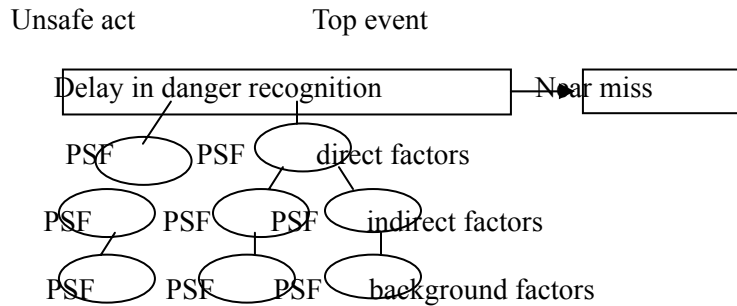 Unsafe act Top event
Delay in danger recognition Near miss
PSF PSF direct factors
PSF PSF PSF indirect factors
PSF PSF PSF background factors